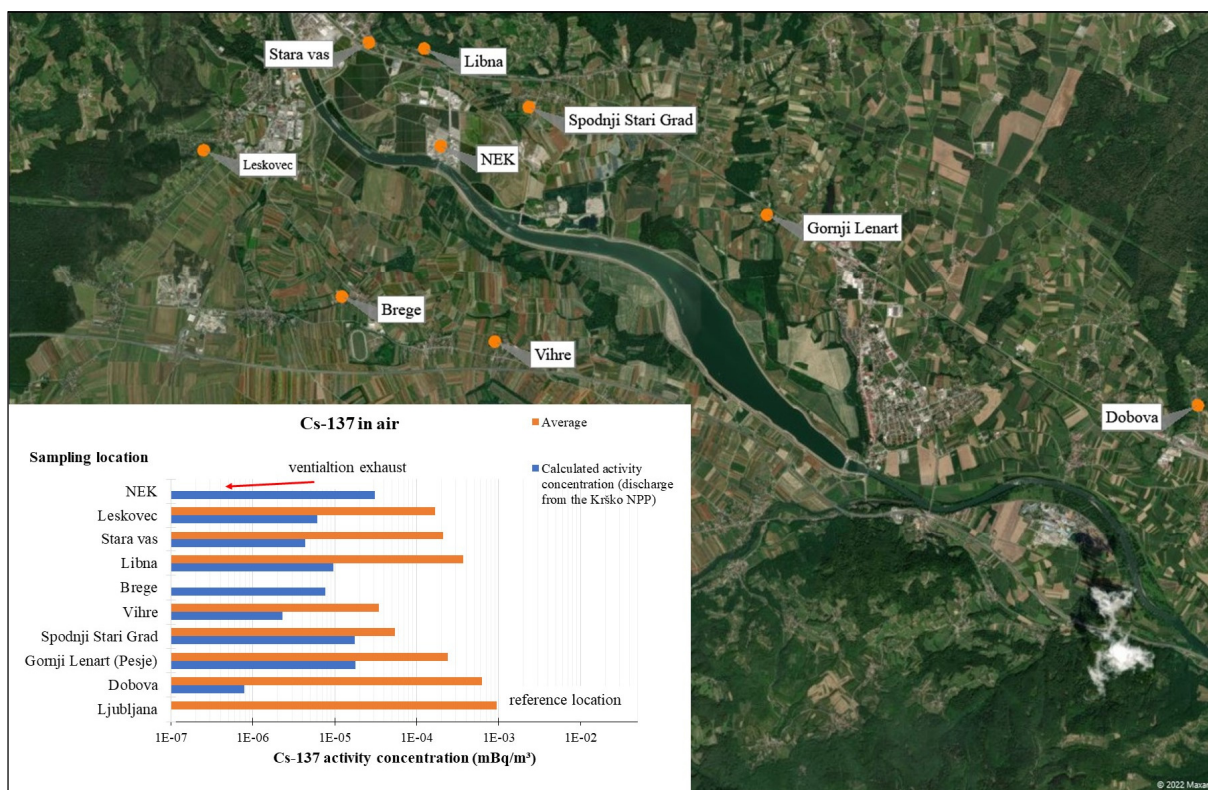 Stara vas
Libna
Spodnji Stari Grad
NEK
Leskovec
Gornji Lenart
Brege
Vihre
Dobova
Cs-137 in air
Average
Sampling location
ventialtion exhaust
Calculated activity
concentration (discharge
from the Krško NPP)
NEK
Leskovec
Stara vas
Libna
Brege
Vihre
Spodnji Stari Grad
Gornji Lenart (Pesje)
Dobova
Ljubljana
reference location
1E-07 1E-06 1E-05 1E-04 1E-03 1E-02
Cs-137 activity concentration (mBq/m³)
© 2022 Maxar